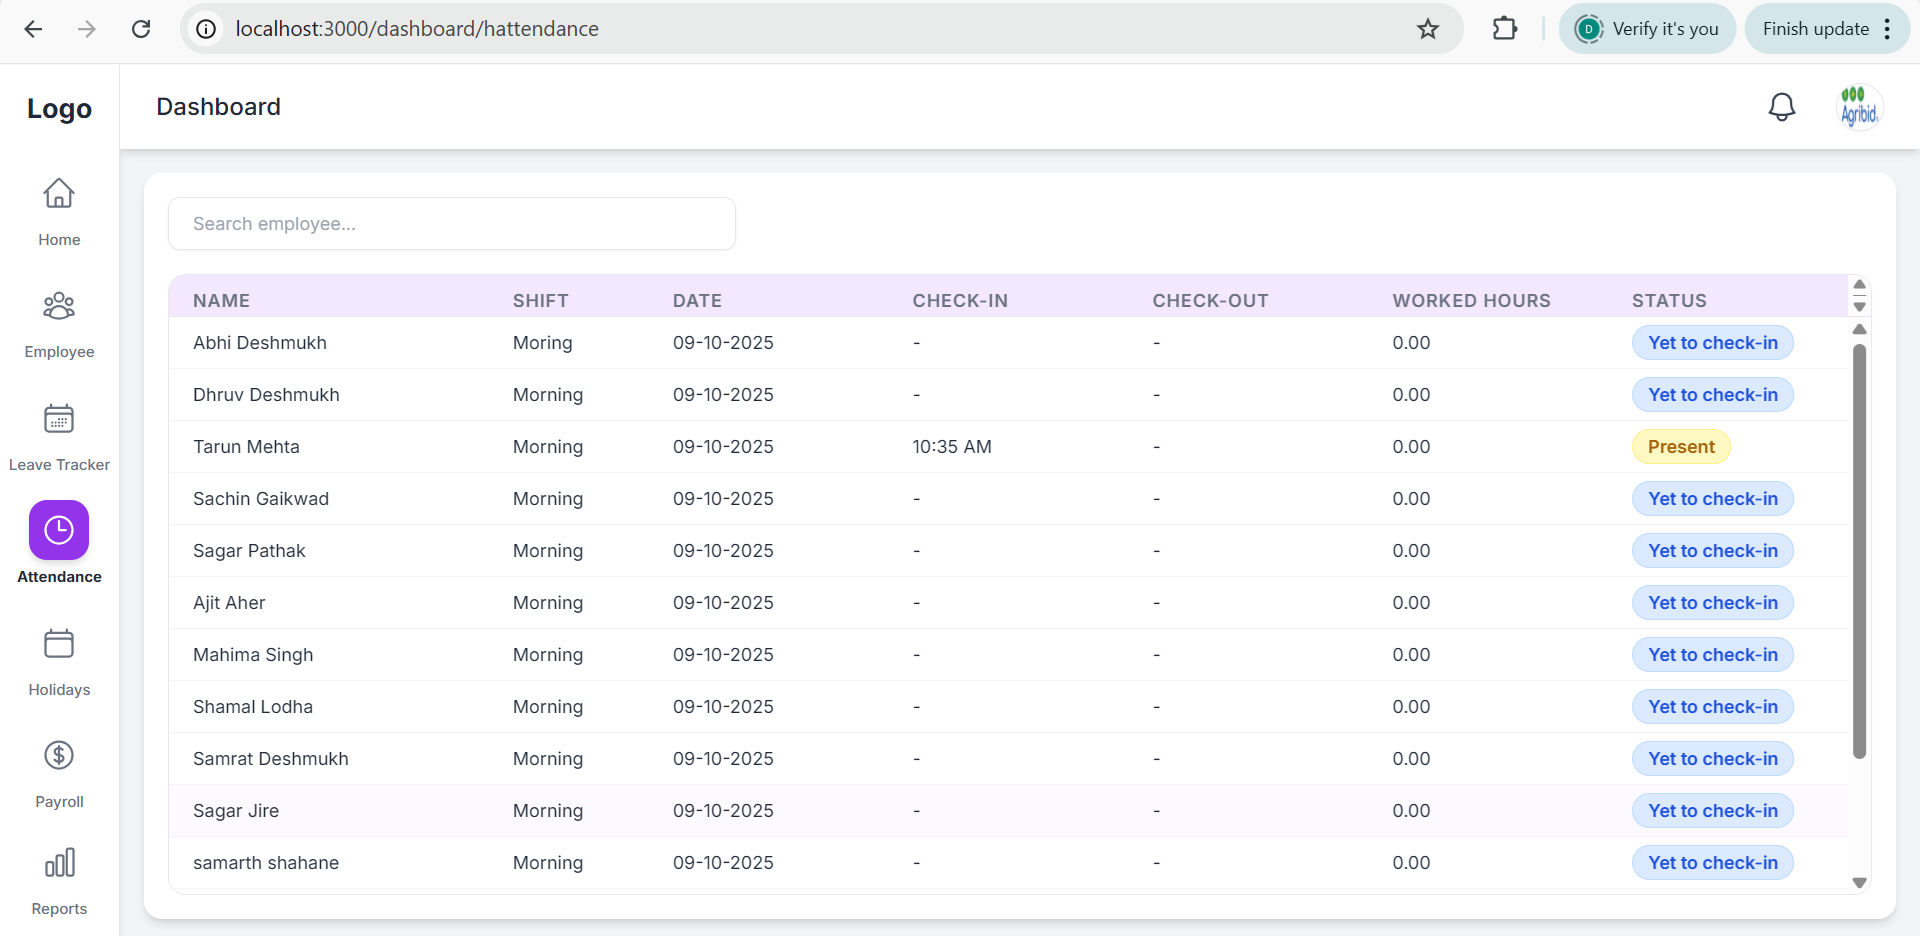 localhost:3000/dashboard/hattendance
D
Verify it's you
Finish update
Logo
Dashboard
Agribid
Home
Employee
Leave Tracker
Attendance
Holidays
Payroll
Reports
Search employee...
NAME SHIFT DATE CHECK-IN CHECK-OUT WORKED HOURS STATUS
Abhi Deshmukh Moring 09-10-2025 - - 0.00 Yet to check-in
Dhruv Deshmukh Morning 09-10-2025 - - 0.00 Yet to check-in
Tarun Mehta Morning 09-10-2025 10:35 AM - 0.00 Present
Sachin Gaikwad Morning 09-10-2025 - - 0.00 Yet to check-in
Sagar Pathak Morning 09-10-2025 - - 0.00 Yet to check-in
Ajit Aher Morning 09-10-2025 - - 0.00 Yet to check-in
Mahima Singh Morning 09-10-2025 - - 0.00 Yet to check-in
Shamal Lodha Morning 09-10-2025 - - 0.00 Yet to check-in
Samrat Deshmukh Morning 09-10-2025 - - 0.00 Yet to check-in
Sagar Jire Morning 09-10-2025 - - 0.00 Yet to check-in
samarth shahane Morning 09-10-2025 - - 0.00 Yet to check-in